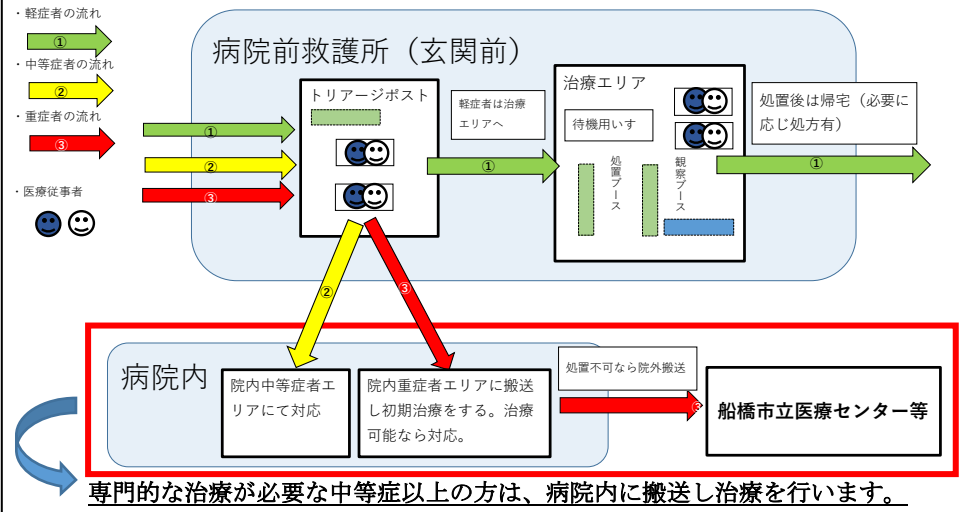 ・軽症者の流れ
①
・中等症者の流れ
②
・重症者の流れ
③
・医療従事者
病院前救護所（玄関前）
①
②
③
トリアージポスト
軽症者は治療
エリアへ
①
治療エリア
待機用いす
処置ブース
観察ブース
処置後は帰宅（必要に
応じ処方有）
①
②
③
病院内
院内中等症者エ
リアにて対応
院内重症者エリアに搬送
し初期治療をする。治療
可能なら対応。
処置不可なら院外搬送
③
船橋市立医療センター等
専門的な治療が必要な中等症以上の方は、病院内に搬送し治療を行います。